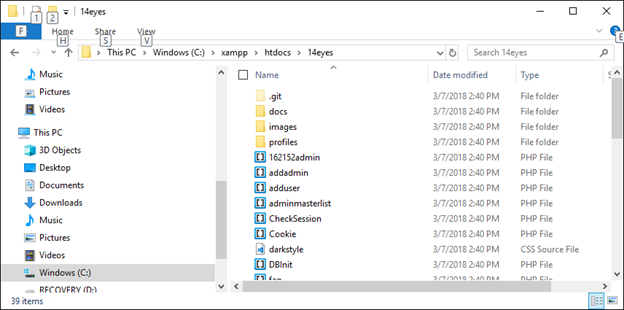 14eyes
1
2
File
Home
Share
View
F
H
S
V
E
This PC > Windows (C:) > xampp > htdocs > 14eyes
Search 14eyes
Music
Pictures
Videos
This PC
3D Objects
Desktop
Documents
Downloads
Music
Pictures
Videos
Windows (C:)
RECOVERY (D:)
Name Date modified Type S
.git 3/7/2018 2:40 PM File folder
docs 3/7/2018 2:40 PM File folder
images 3/7/2018 2:40 PM File folder
profiles 3/7/2018 2:40 PM File folder
162152admin 3/7/2018 2:40 PM PHP File
addadmin 3/7/2018 2:40 PM PHP File
adduser 3/7/2018 2:40 PM PHP File
adminmasterlist 3/7/2018 2:40 PM PHP File
CheckSession 3/7/2018 2:40 PM PHP File
Cookie 3/7/2018 2:40 PM PHP File
darkstyle 3/7/2018 2:40 PM CSS Source File
DBInit 3/7/2018 2:40 PM PHP File
faq 3/7/2018 2:40 PM PHP File
39 items